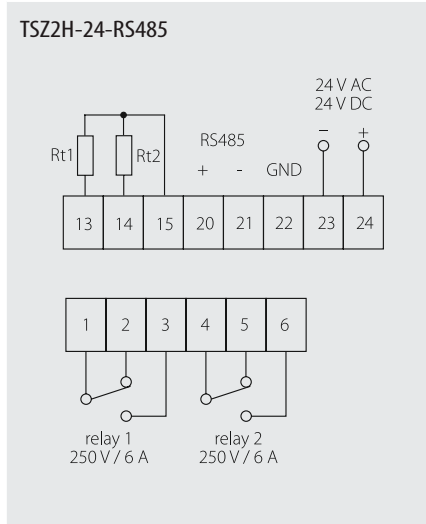 TSZ2H-24-RS485
24 V AC
24 V DC
RS485
Rt1 Rt2
+ - GND - +
13 14 15 20 21 22 23 24
1 2 3 4 5 6
relay 1 relay 2
250 V / 6 A 250 V / 6 A